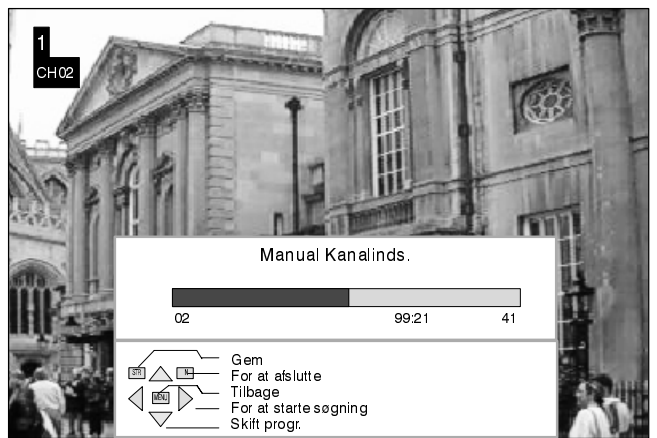 1
CH02
Manual Kanalinds.
02 99:21 41
STR
N
MENU
Gem
For at afslutte
Tilbage
For at starte søgning
Skift progr.